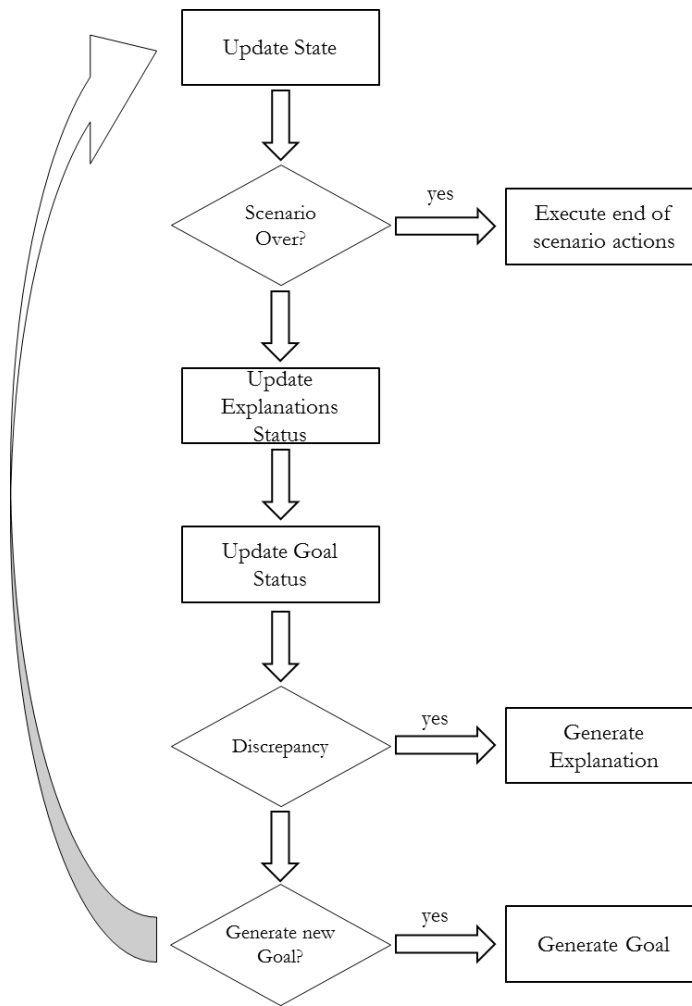 Update State
Scenario
Over?
yes
Execute end of
scenario actions
Update
Explanations
Status
Update Goal
Status
Discrepancy
yes
Generate
Explanation
Generate new
Goal?
yes
Generate Goal